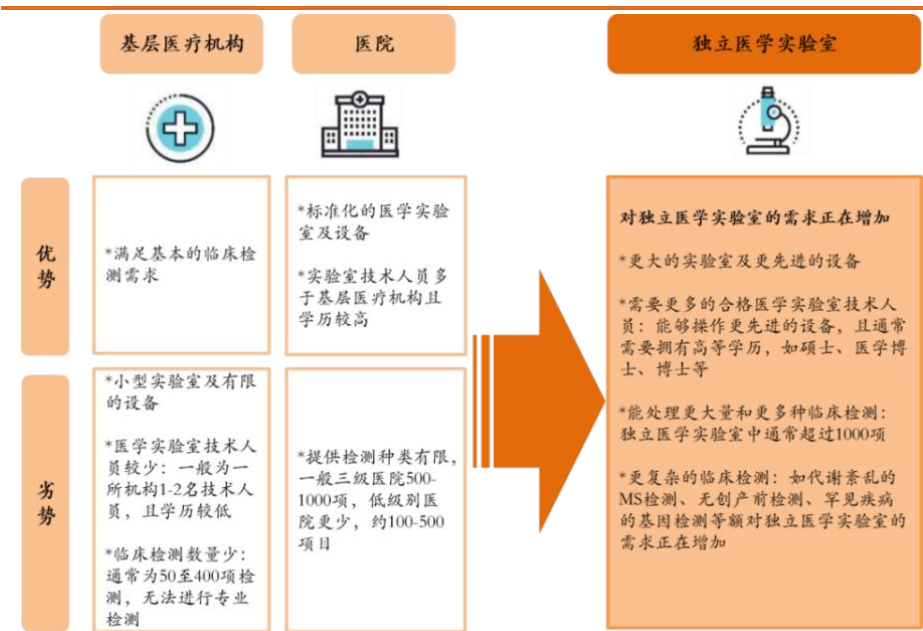 基层医疗机构
医院
独立医学实验室
优势
*满足基本的临床检
测需求
*标准化的医学实验
室及设备
*实验室技术人员多
于基层医疗机构且
学历较高
劣势
*小型实验室及有限
的设备
*医学实验室技术人
员较少：一般为一
所机构1-2名技术人
员，且学历较低
*临床检测数量少：
通常为50至400项检
测，无法进行专业
检测
*提供检测种类有限，
一般三级医院500-
1000项，低级别医
院更少，约100-500
项目
对独立医学实验室的需求正在增加
*更大的实验室及更先进的设备
*需要更多的合格医学实验室技术人
员：能够操作更先进的设备，且通常
需要拥有高等学历，如硕士、医学博
士、博士等
*能处理更大量和更多种临床检测：
独立医学实验室中通常超过1000项
*更复杂的临床检测：如代谢紊乱的
MS检测、无创产前检测、罕见疾病
的基因检测等额对独立医学实验室的
需求正在增加